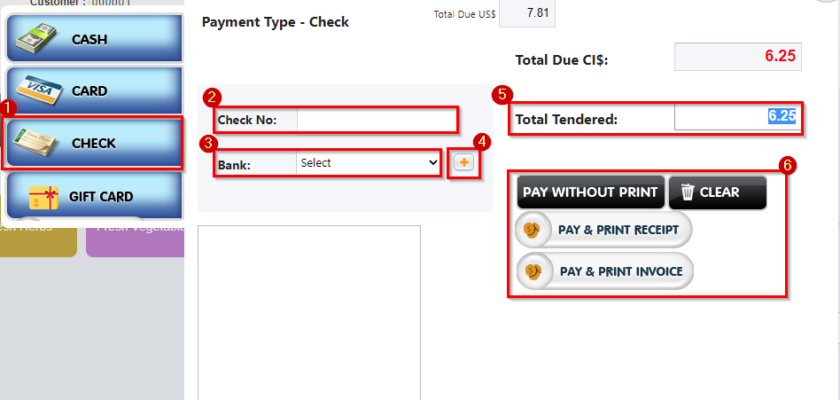 Customer : 000001
CASH
VISA
CARD
1
CHECK
GIFT CARD
Fresh Herbs
Fresh Vegetable
Payment Type - Check
Total Due US$
7.81
Total Due CI$:
6.25
2
Check No:
3
Bank:
Select
4
5
Total Tendered:
6.25
6
PAY WITHOUT PRINT
CLEAR
PAY & PRINT RECEIPT
PAY & PRINT INVOICE